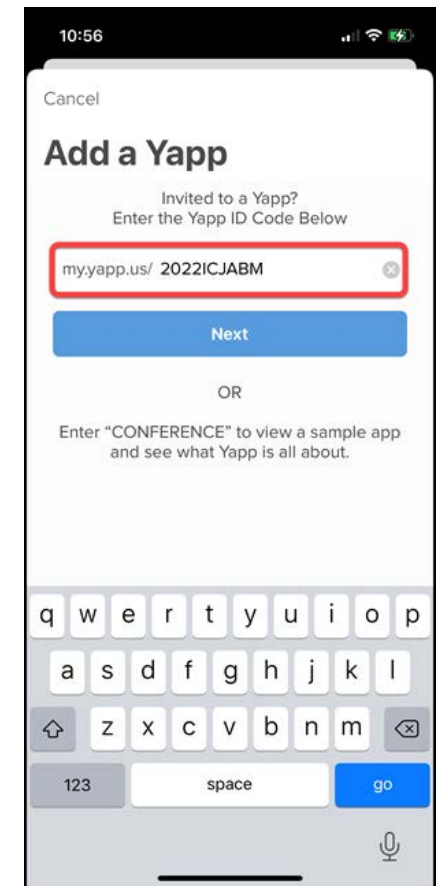 10:56
Cancel
Add a Yapp
Invited to a Yapp?
Enter the Yapp ID Code Below
my.yapp.us/ 2022ICJABM
Next
OR
Enter “CONFERENCE” to view a sample app
and see what Yapp is all about.
q w e r t y u i o p
a s d f g h j k l
z x c v b n m
123 space go